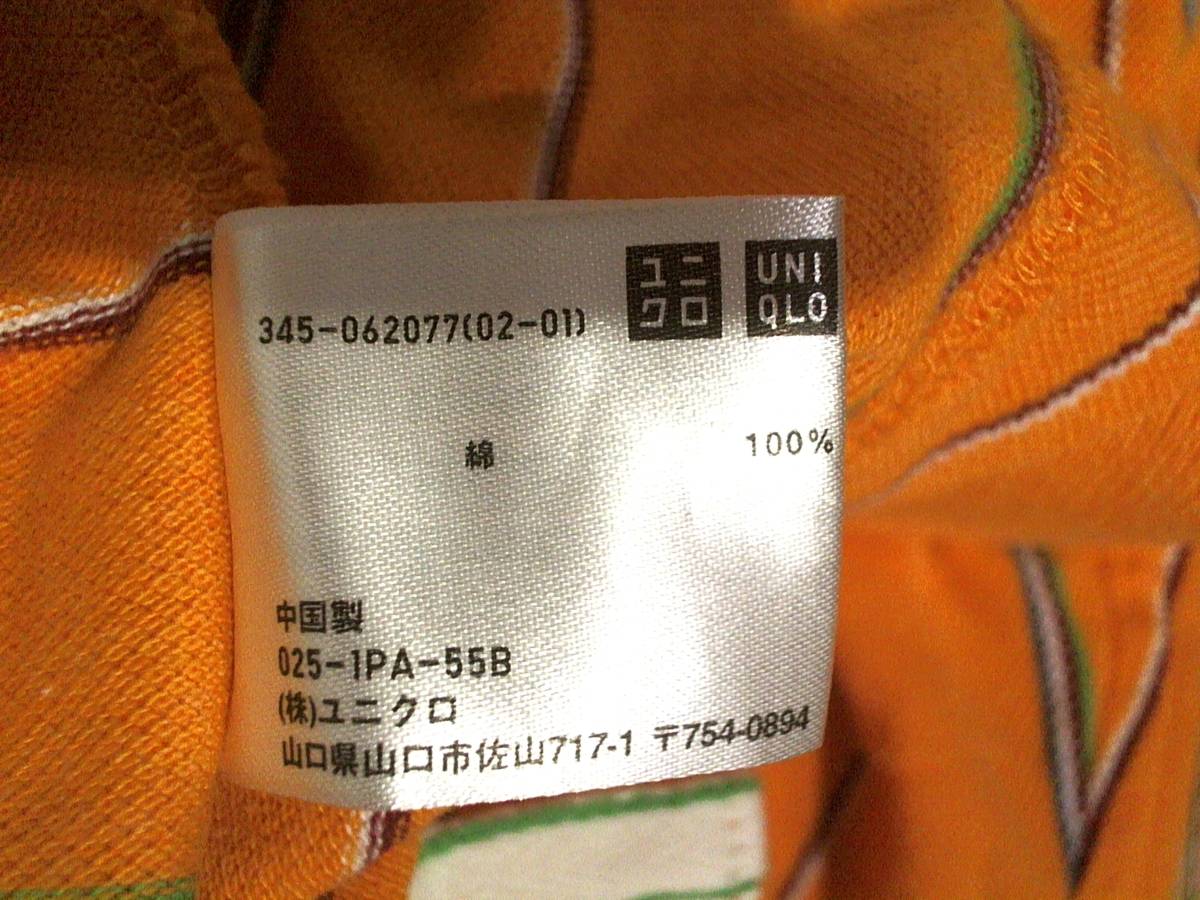 ユニクロ UNIQLO
345-062077(02-01)
綿 100%
中国製
025-1PA-55B
(株)ユニクロ
山口県山口市佐山717-1 〒754-0894